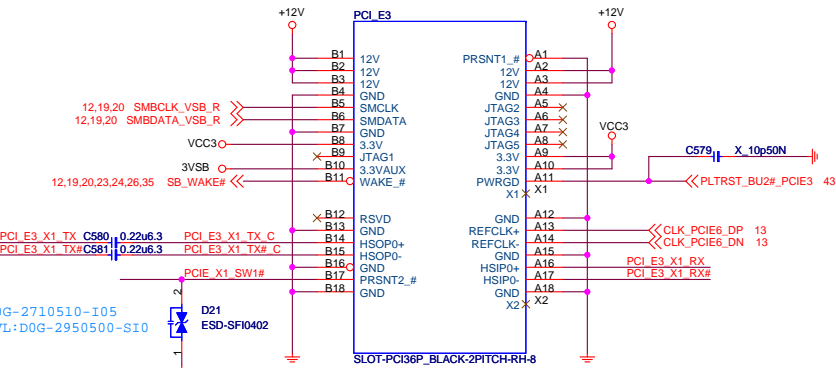 +12V PCI_E3 +12V
B1 12V PRSNT1_# A1
B2 12V 12V A2
B3 12V 12V A3
B4 GND GND A4
12,19,20 SMBCLK_VSB_R B5 SMCLK JTAG2 A5
12,19,20 SMBDATA_VSB_R B6 SMDATA JTAG3 A6
B7 GND JTAG4 A7
VCC3 B8 3.3V JTAG5 A8 VCC3
B9 JTAG1 3.3V A9 C579 X_10p50N
3VSB B10 3.3VAUX 3.3V A10
12,19,20,23,24,26,35 SB_WAKE# B11 WAKE_# PWRGD A11 PLTRST_BU2#_PCIE3 43
X1 X1
B12 RSVD GND A12
B13 GND REFCLK+ A13 CLK_PCIE6_DP 13
PCI_E3_X1_TX C580 0.22u6.3 PCI_E3_X1_TX_C B14 HSOP0+ REFCLK- A14 CLK_PCIE6_DN 13
PCI_E3_X1_TX# C581 0.22u6.3 PCI_E3_X1_TX#_C B15 HSOP0- GND A15
B16 GND HSIP0+ A16 PCI_E3_X1_RX
PCIE_X1_SW1# B17 PRSNT2_# HSIP0- A17 PCI_E3_X1_RX#
B18 GND GND A18
X2 X2
2
D21
0G-2710510-I05
ESD-SFI0402
L:D0G-2950500-SI0
1
SLOT-PCI36P_BLACK-2PITCH-RH-8